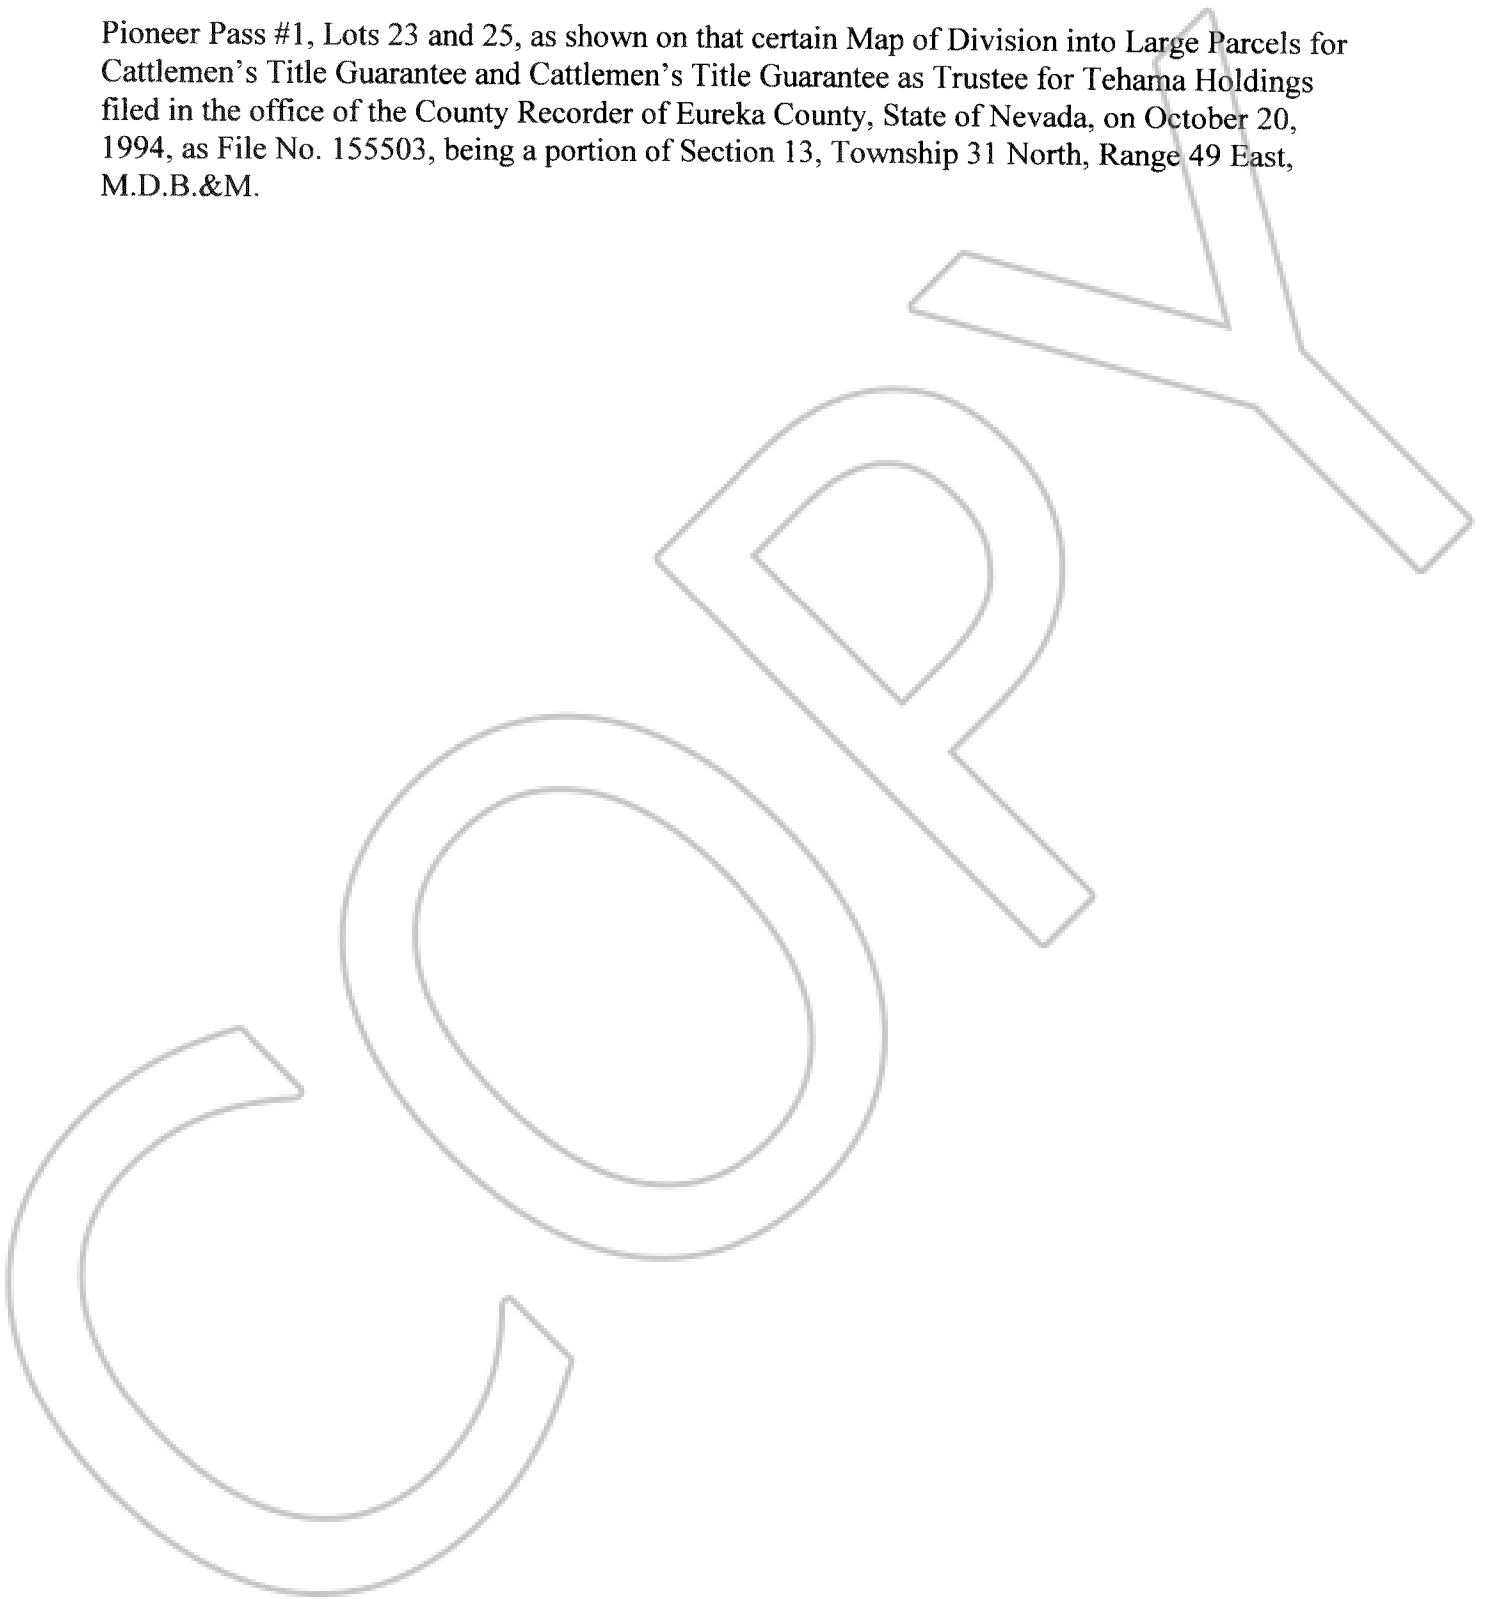 Pioneer Pass #1, Lots 23 and 25, as shown on that certain Map of Division into Large Parcels for
Cattlemen’s Title Guarantee and Cattlemen’s Title Guarantee as Trustee for Tehama Holdings
filed in the office of the County Recorder of Eureka County, State of Nevada, on October 20,
1994, as File No. 155503, being a portion of Section 13, Township 31 North, Range 49 East,
M.D.B.&M.
COPY